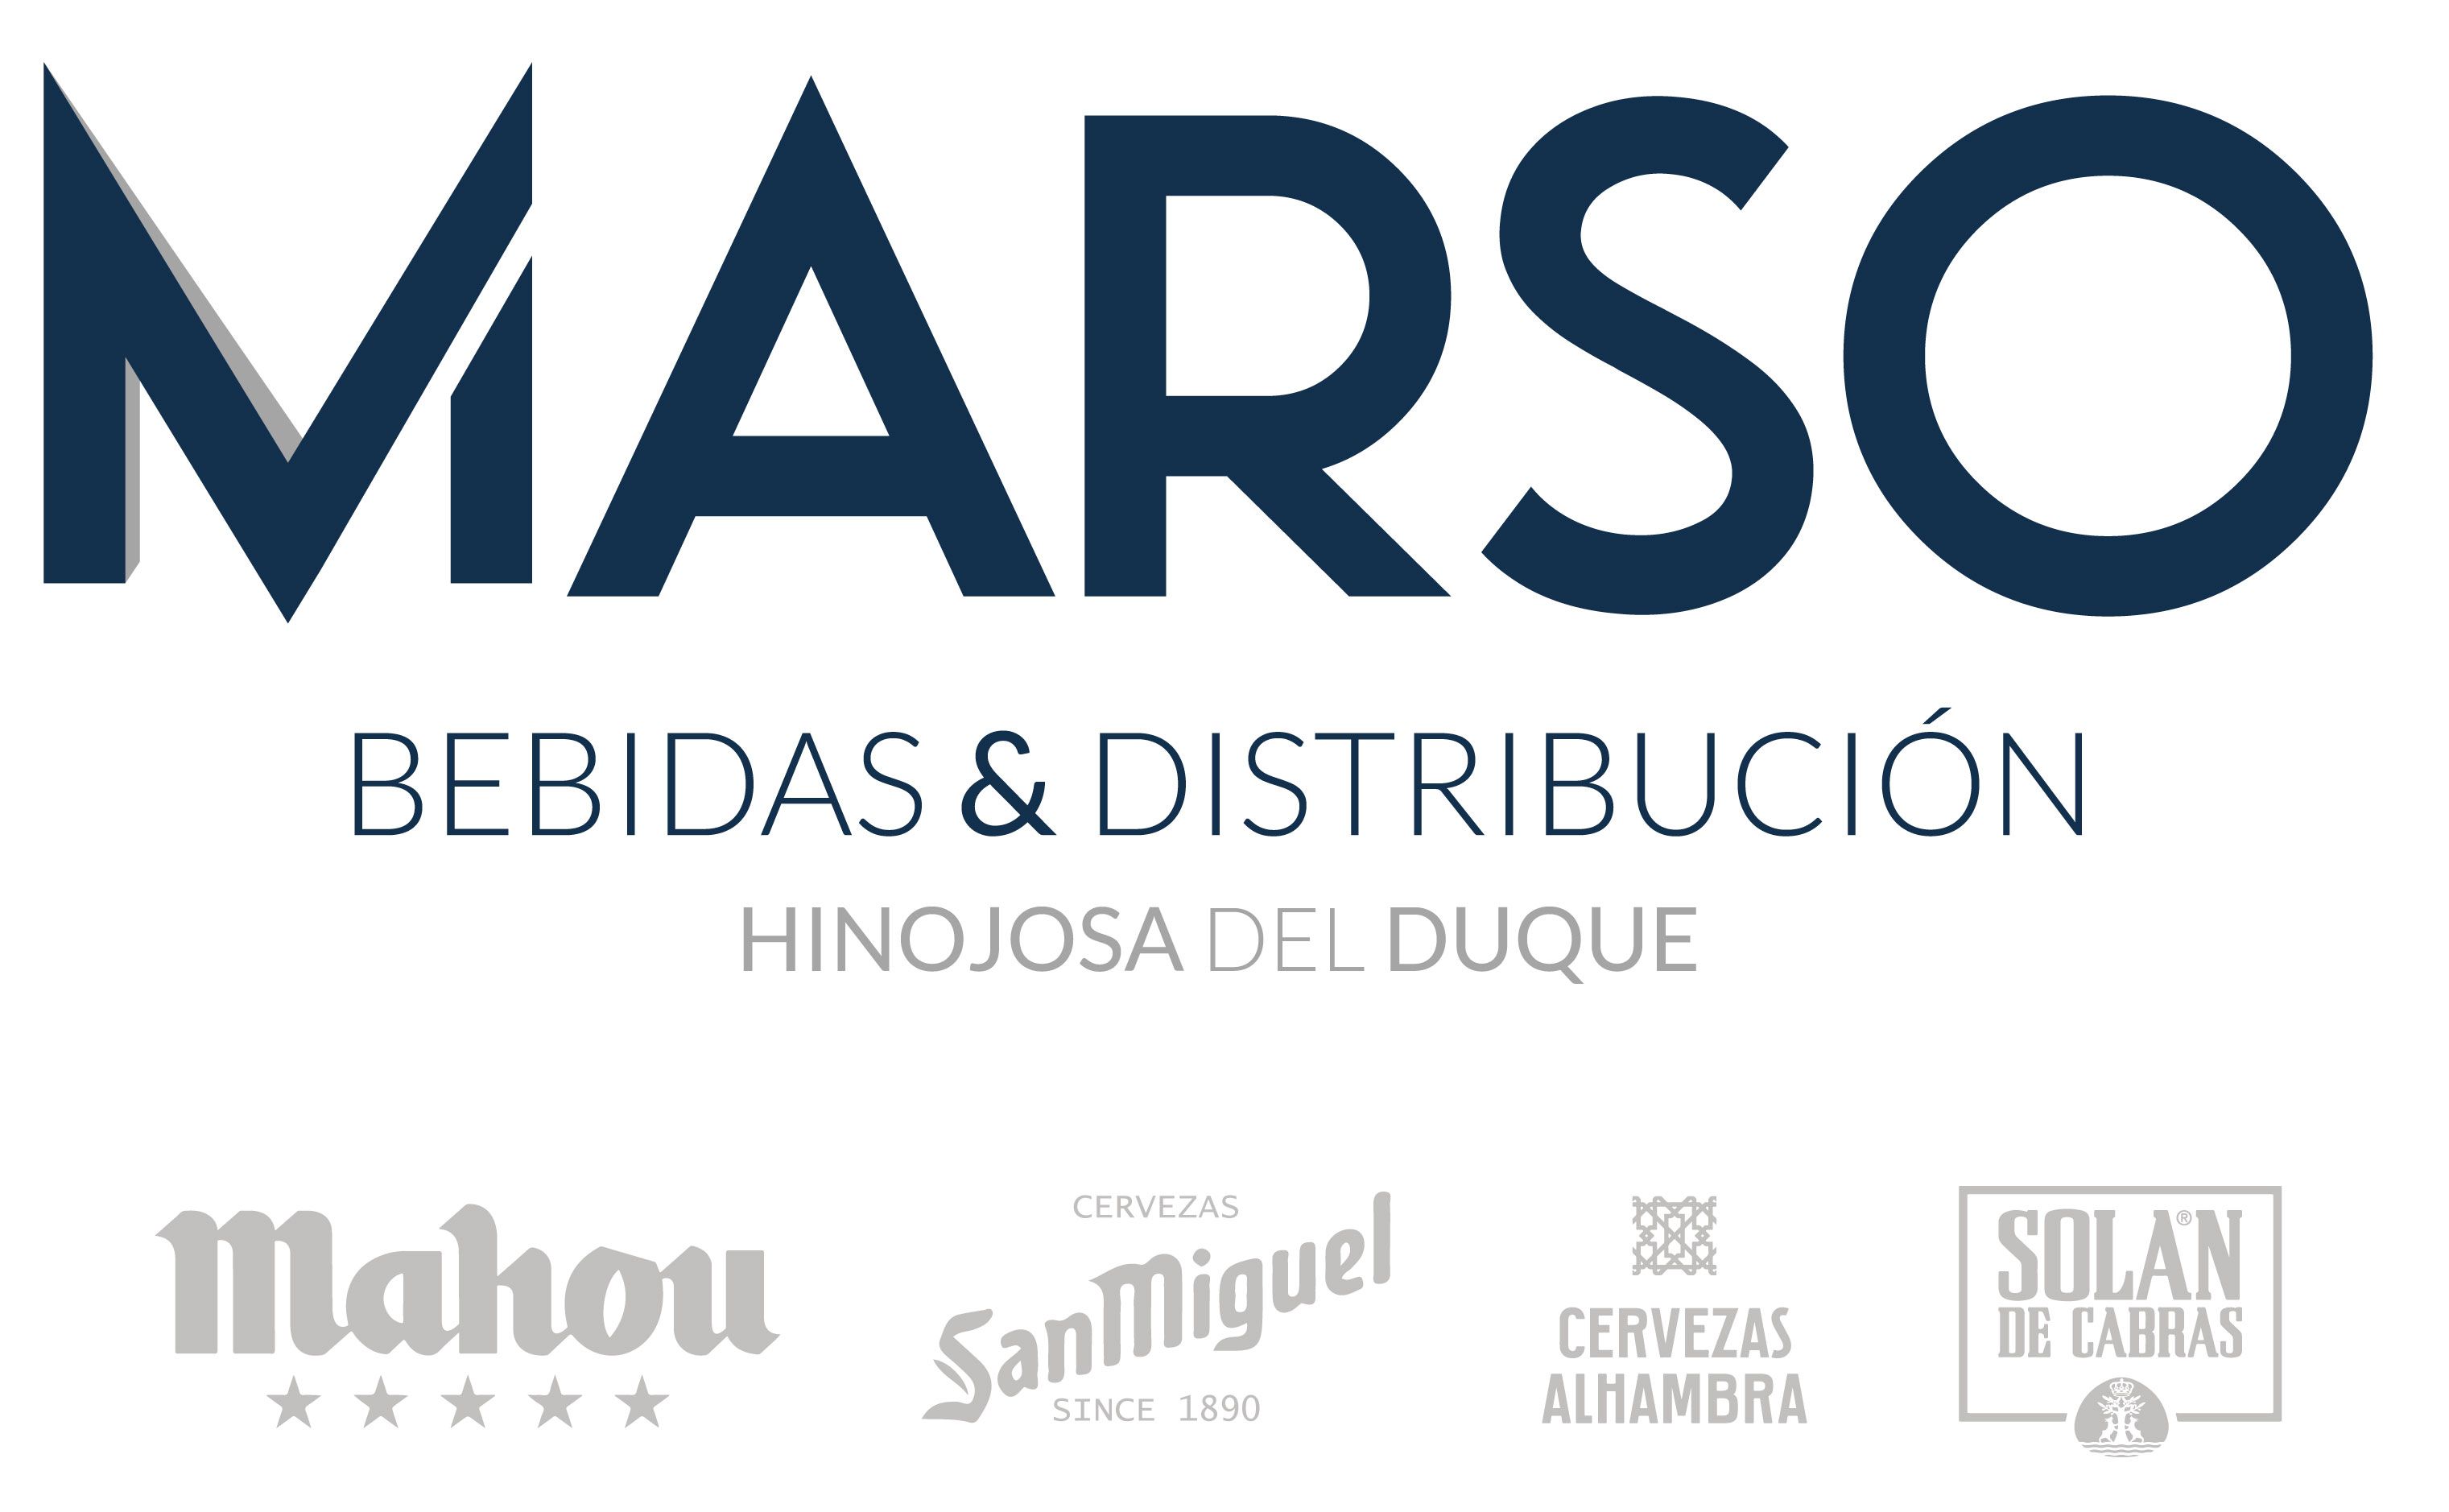 MARSO
BEBIDAS & DISTRIBUCIÓN
HINOJOSA DEL DUQUE
Mahou
CERVEZAS
San Miguel
SINCE 1890
CERVEZAS
ALHAMBRA
SOLAN®
DE CABRAS